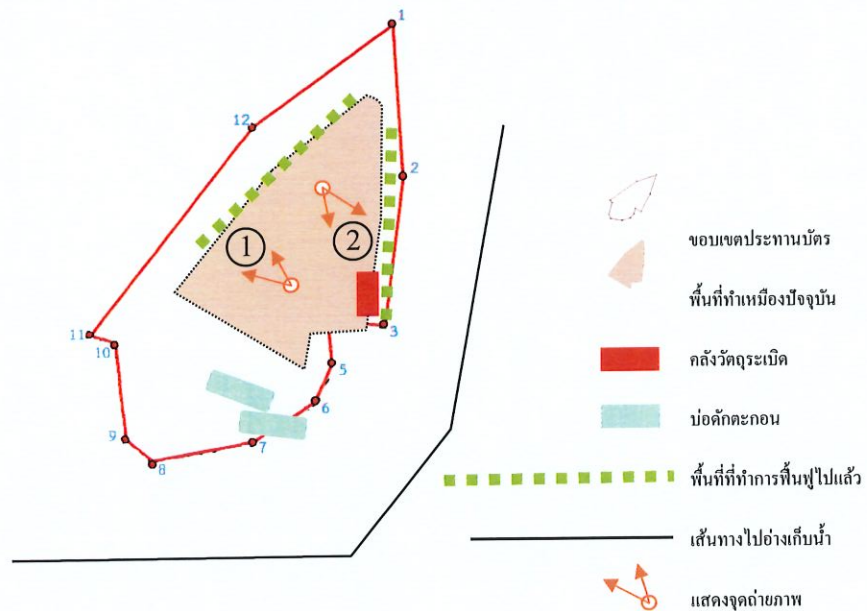 1
12
2
①
②
3
11
10
5
6
9
7
8
ขอบเขตประทานบัตร
พื้นที่ทำเหมืองปัจจุบัน
คลังวัตถุระเบิด
บ่อดักตะกอน
พื้นที่ที่ทำการฟื้นฟูไปแล้ว
เส้นทางไปอ่างเก็บน้ำ
แสดงจุดถ่ายภาพ